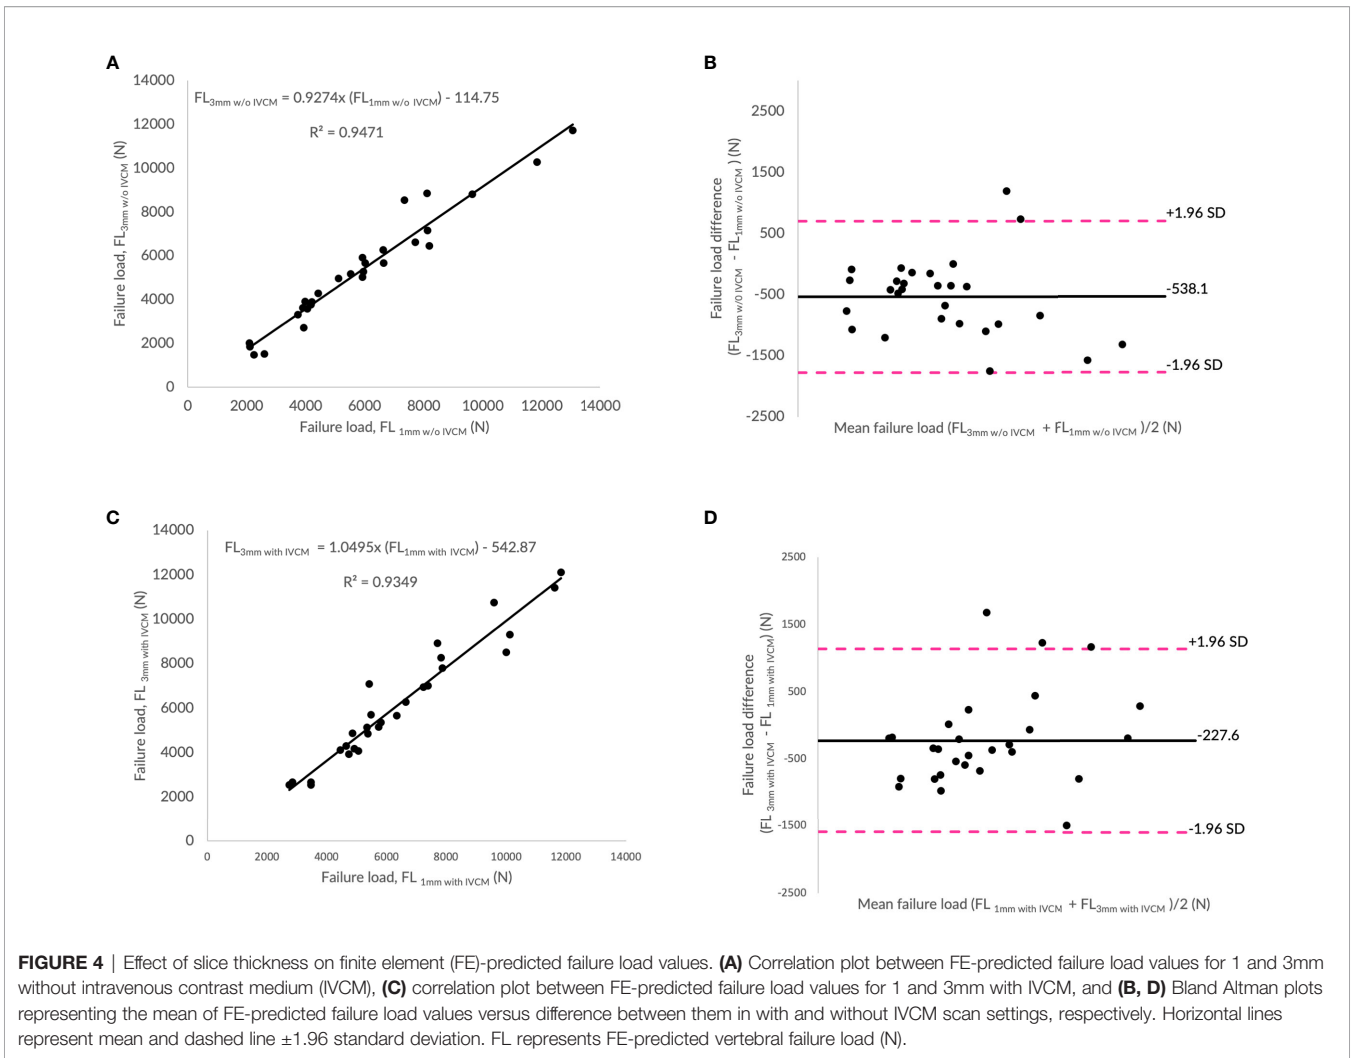 A
14000
12000
10000
8000
6000
4000
2000
0
Failure load, FL3mm w/o IVCM (N)
FL3mm w/o IVCM = 0.9274x (FL1mm w/o IVCM) - 114.75
R² = 0.9471
0 2000 4000 6000 8000 10000 12000 14000
Failure load, FL 1mm w/o IVCM (N)
B
2500
1500
500
-500
-1500
-2500
Failure load difference
(FL3mm w/0 IVCM - FL1mm w/o IVCM ) (N)
+1.96 SD
-538.1
-1.96 SD
Mean failure load (FL3mm w/o IVCM + FL1mm w/o IVCM )/2 (N)
C
14000
12000
10000
8000
6000
4000
2000
0
Failure load, FL 3mm with IVCM (N)
FL3mm with IVCM = 1.0495x (FL1mm with IVCM) - 542.87
R² = 0.9349
0 2000 4000 6000 8000 10000 12000 14000
Failure load, FL 1mm with IVCM (N)
D
2500
1500
500
-500
-1500
-2500
Failure load difference
(FL 3mm with IVCM - FL 1mm with IVCM) (N)
+1.96 SD
-227.6
-1.96 SD
Mean failure load (FL 1mm with IVCM + FL3mm with IVCM )/2 (N)
FIGURE 4 | Effect of slice thickness on finite element (FE)-predicted failure load values. (A) Correlation plot between FE-predicted failure load values for 1 and 3mm
without intravenous contrast medium (IVCM), (C) correlation plot between FE-predicted failure load values for 1 and 3mm with IVCM, and (B, D) Bland Altman plots
representing the mean of FE-predicted failure load values versus difference between them in with and without IVCM scan settings, respectively. Horizontal lines
represent mean and dashed line ±1.96 standard deviation. FL represents FE-predicted vertebral failure load (N).